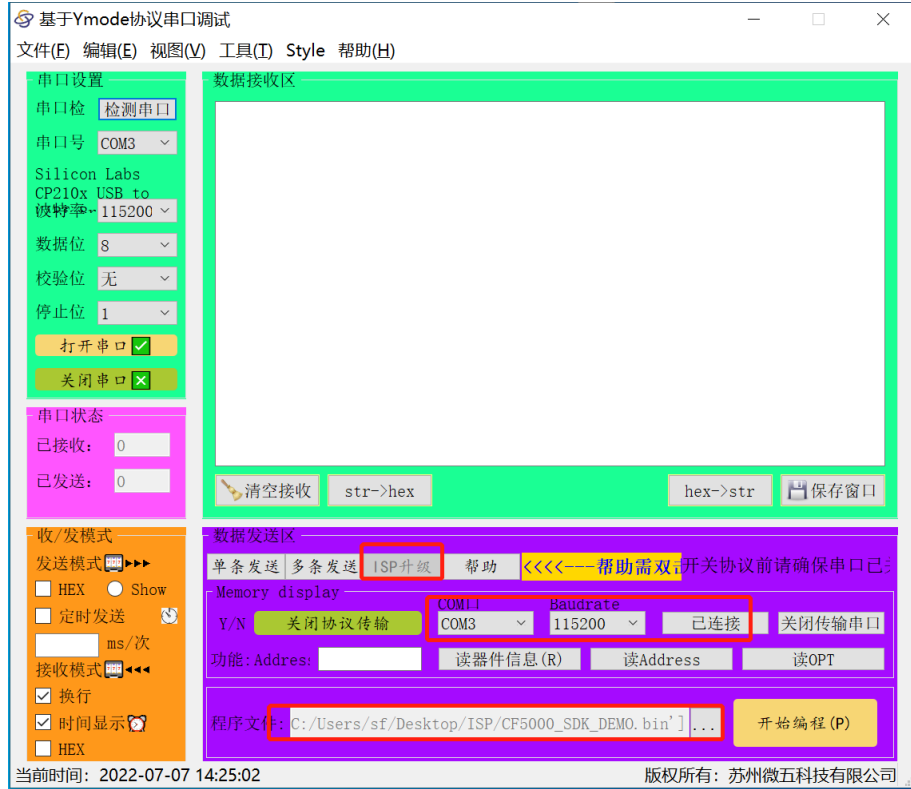 基于Ymode协议串口调试
文件(F) 编辑(E) 视图(V) 工具(T) Style 帮助(H)
串口设置
串口检 检测串口
串口号 COM3
Silicon Labs
CP210x USB to
波特率 115200
数据位 8
校验位 无
停止位 1
打开串口
关闭串口
串口状态
已接收: 0
已发送: 0
数据接收区
清空接收 str->hex hex->str 保存窗口
收/发模式
发送模式
HEX Show
定时发送
ms/次
接收模式
换行
时间显示
HEX
数据发送区
单条发送 多条发送 ISP升级 帮助 <<<<---帮助需双 开关协议前请确保串口已
Memory display
COM口 Baudrate
Y/N 关闭协议传输 COM3 115200 已连接 关闭传输串口
功能:Addres: 读器件信息(R) 读Address 读OPT
程序文件: C:/Users/sf/Desktop/ISP/CF5000_SDK_DEMO.bin'] ... 开始编程(P)
当前时间: 2022-07-07 14:25:02 版权所有: 苏州微五科技有限公司